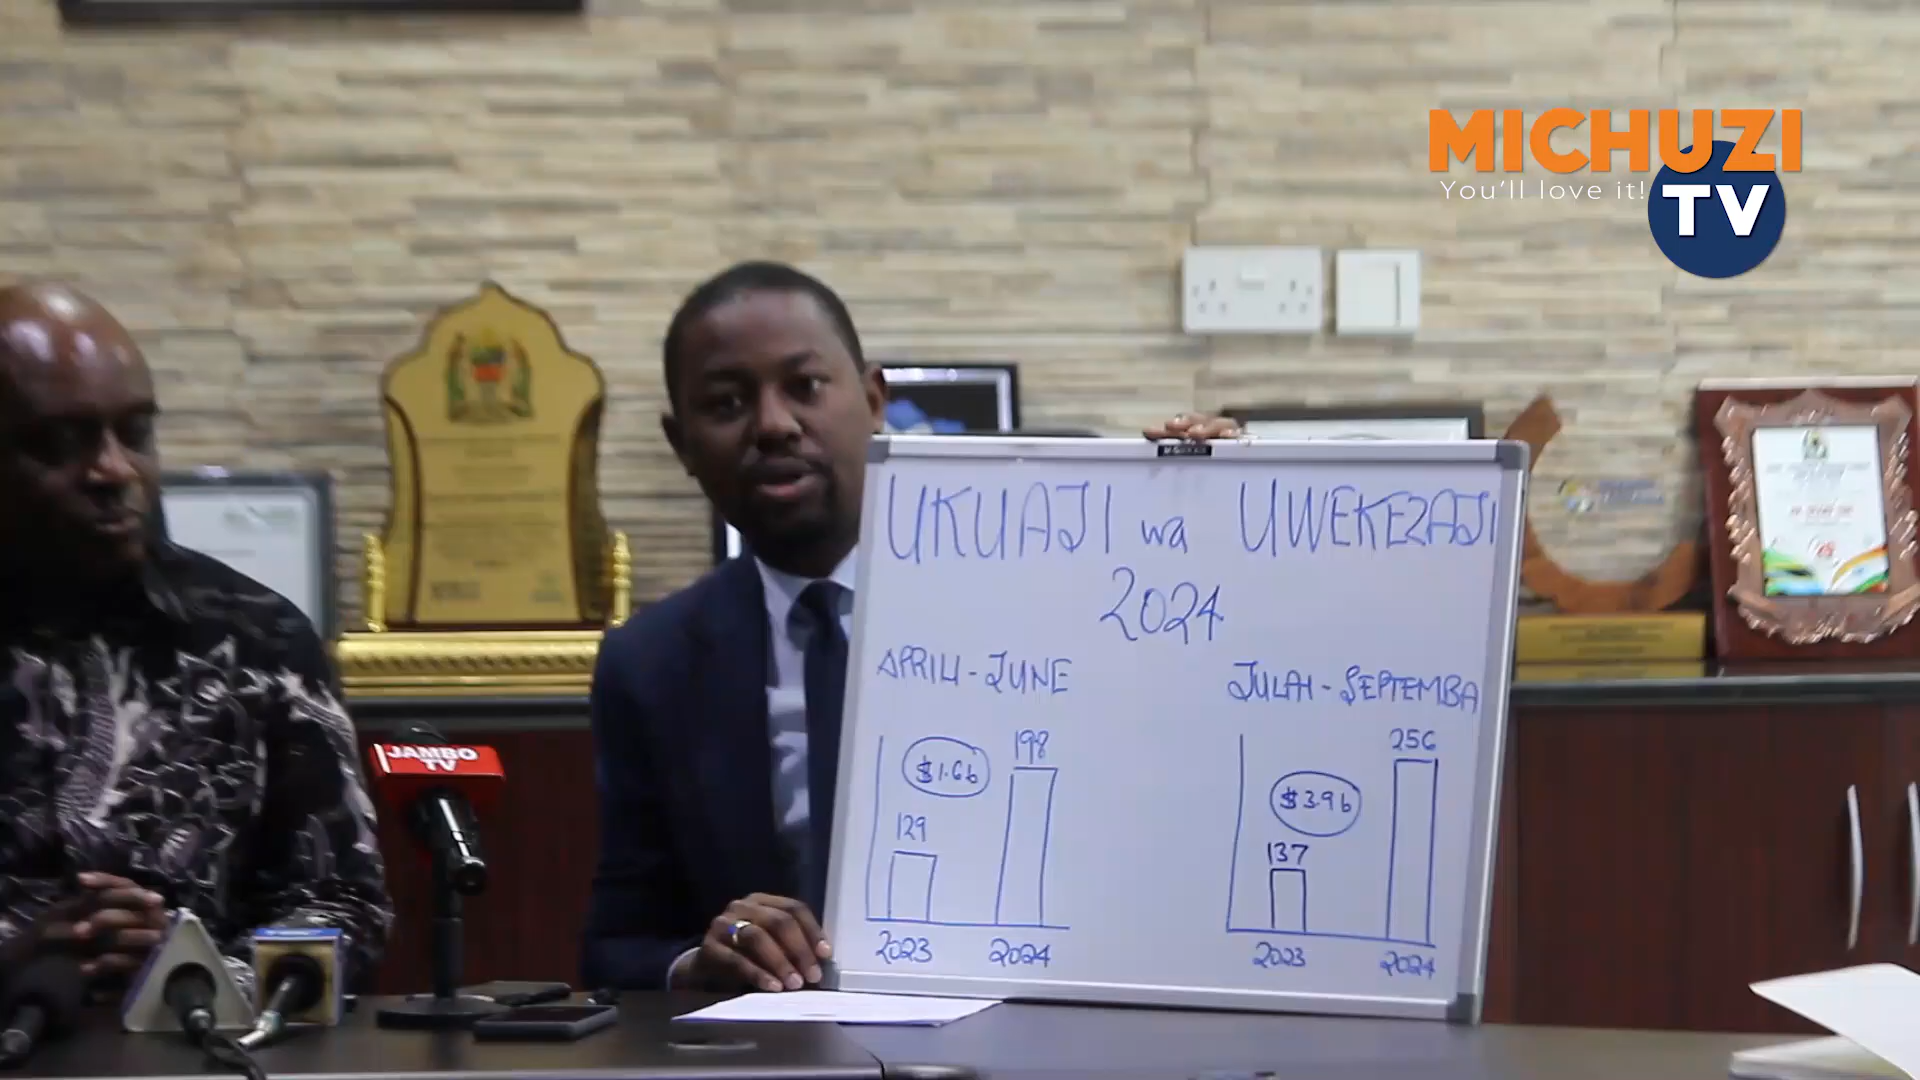 MICHUZI
You'll love it! TV
UKUAJI wa UWEKEZAJI
2024
APRILI-JUNE
JULAI-SEPTEMBA
198
$1.6b
129
2023 2024
256
$3.9b
137
2023 2024
JAMBO
TV